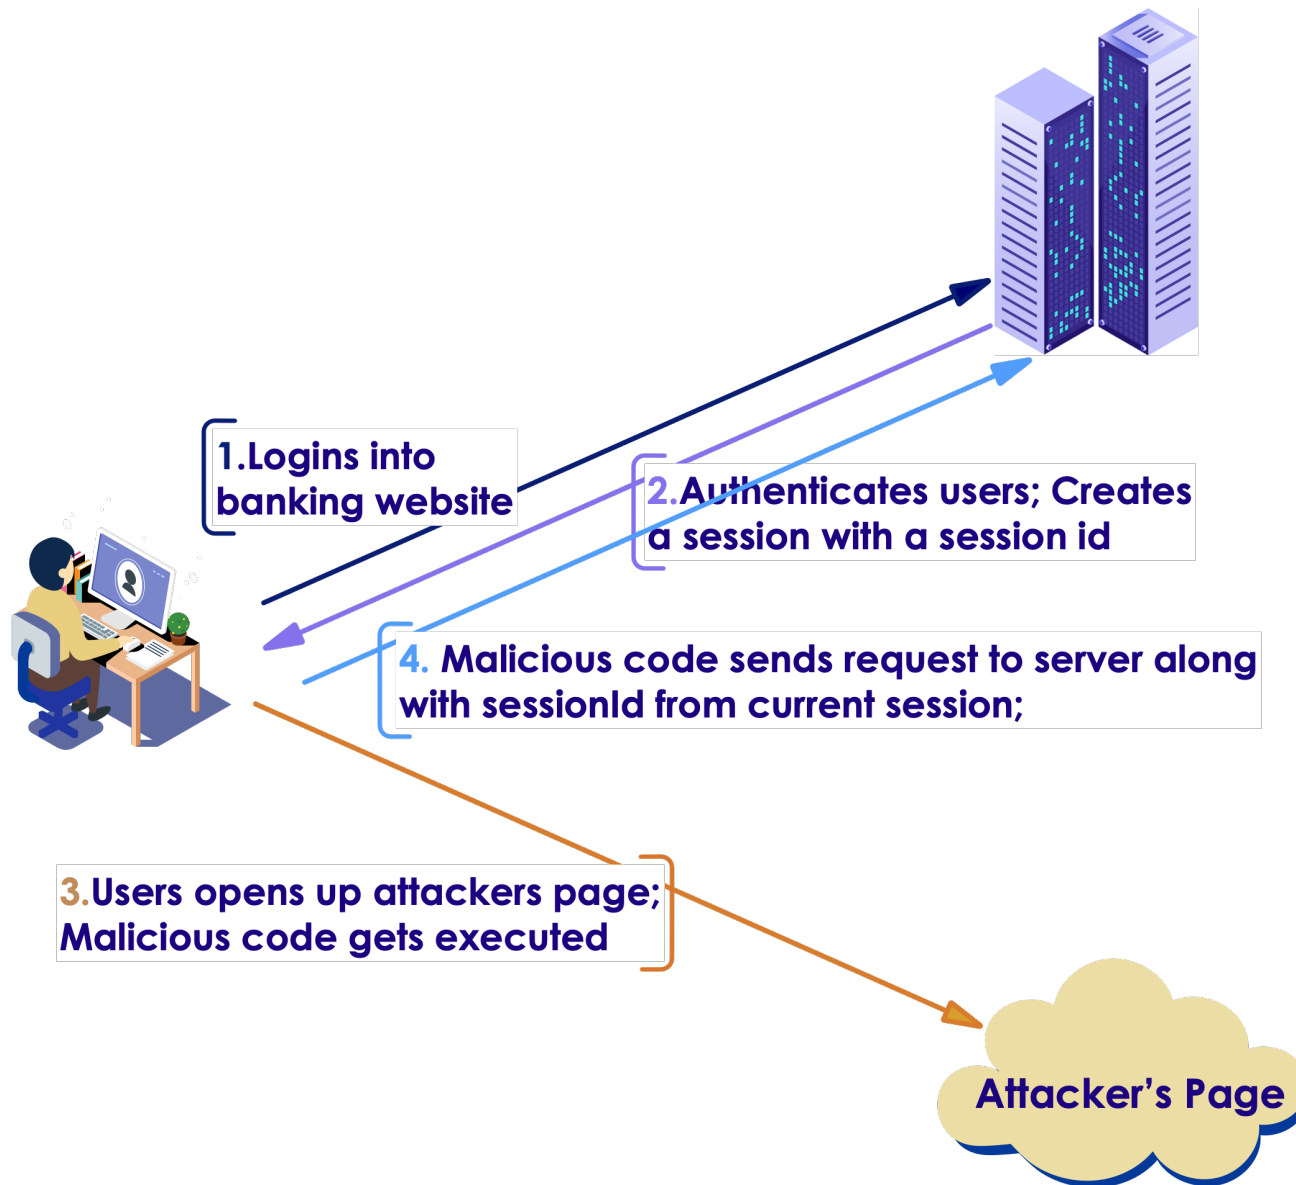 1.Logins into
banking website
2.Authenticates users; Creates
a session with a session id
4. Malicious code sends request to server along
with sessionId from current session;
3.Users opens up attackers page;
Malicious code gets executed
Attacker’s Page